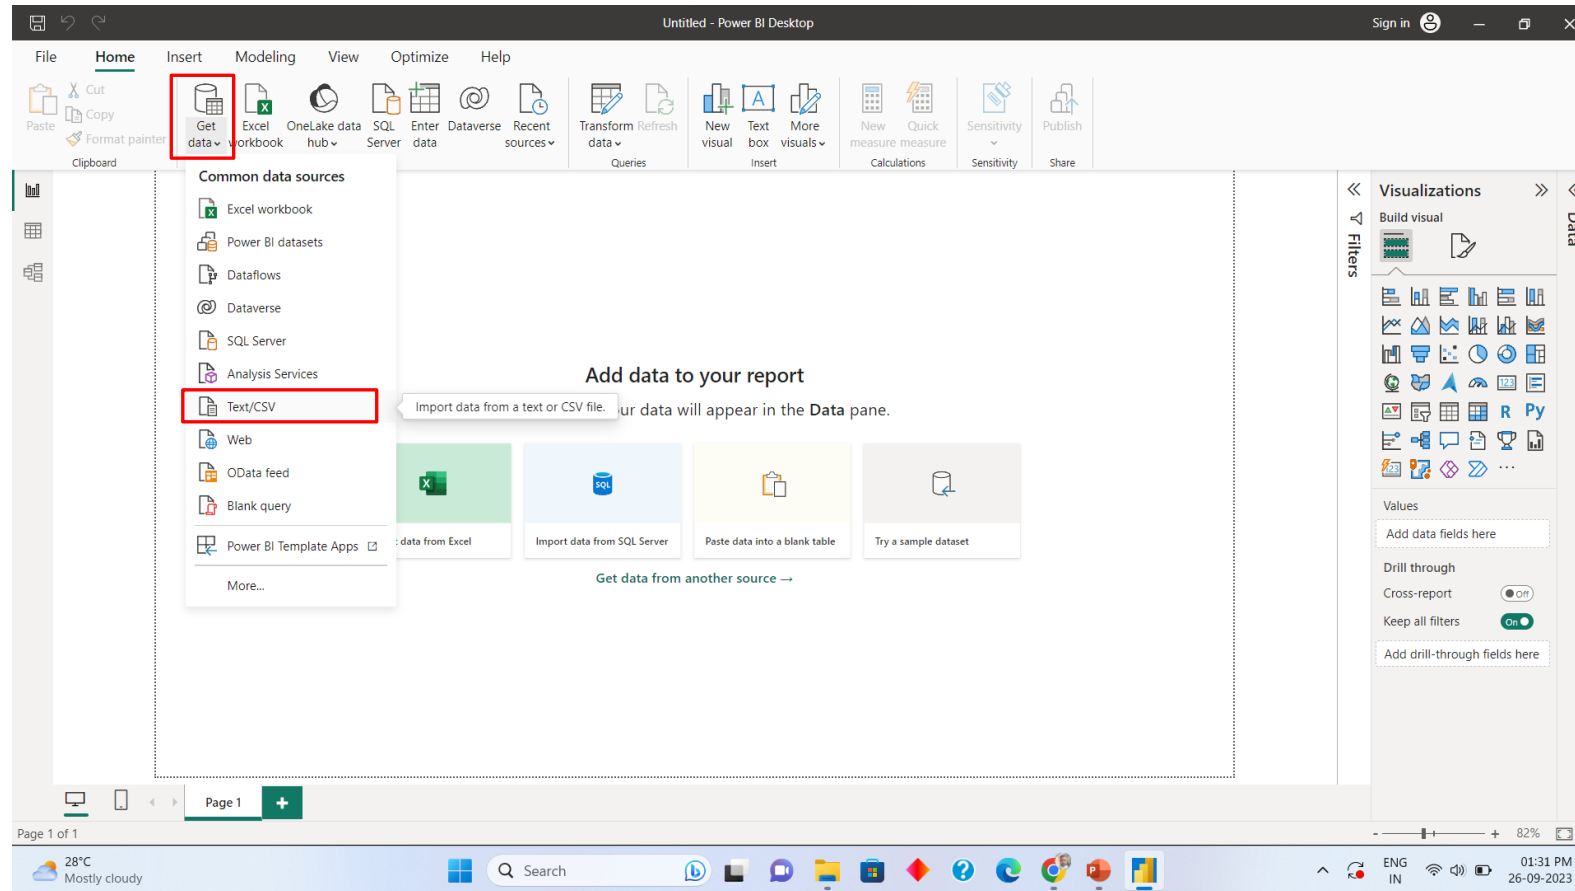 Untitled - Power BI Desktop
Sign in
File Home Insert Modeling View Optimize Help
Paste
Cut
Copy
Format painter
Clipboard
Get data
Excel workbook
OneLake data hub
SQL Server
Enter data
Dataverse
Recent sources
Transform data
Refresh
Queries
New visual
Text box
More visuals
Insert
New measure
Quick measure
Calculations
Sensitivity
Sensitivity
Publish
Share
Common data sources
Excel workbook
Power BI datasets
Dataflows
Dataverse
SQL Server
Analysis Services
Text/CSV
Web
OData feed
Blank query
Power BI Template Apps
More...
Import data from a text or CSV file.
Add data to your report
ur data will appear in the Data pane.
data from Excel
SQL
Import data from SQL Server
Paste data into a blank table
Try a sample dataset
Get data from another source →
Filters
Visualizations
Build visual
Data
123
R Py
123
Values
Add data fields here
Drill through
Cross-report
Off
Keep all filters
On
Add drill-through fields here
Page 1
Page 1 of 1
- + 82%
28°C
Mostly cloudy
Search
ENG
IN
01:31 PM
26-09-2023